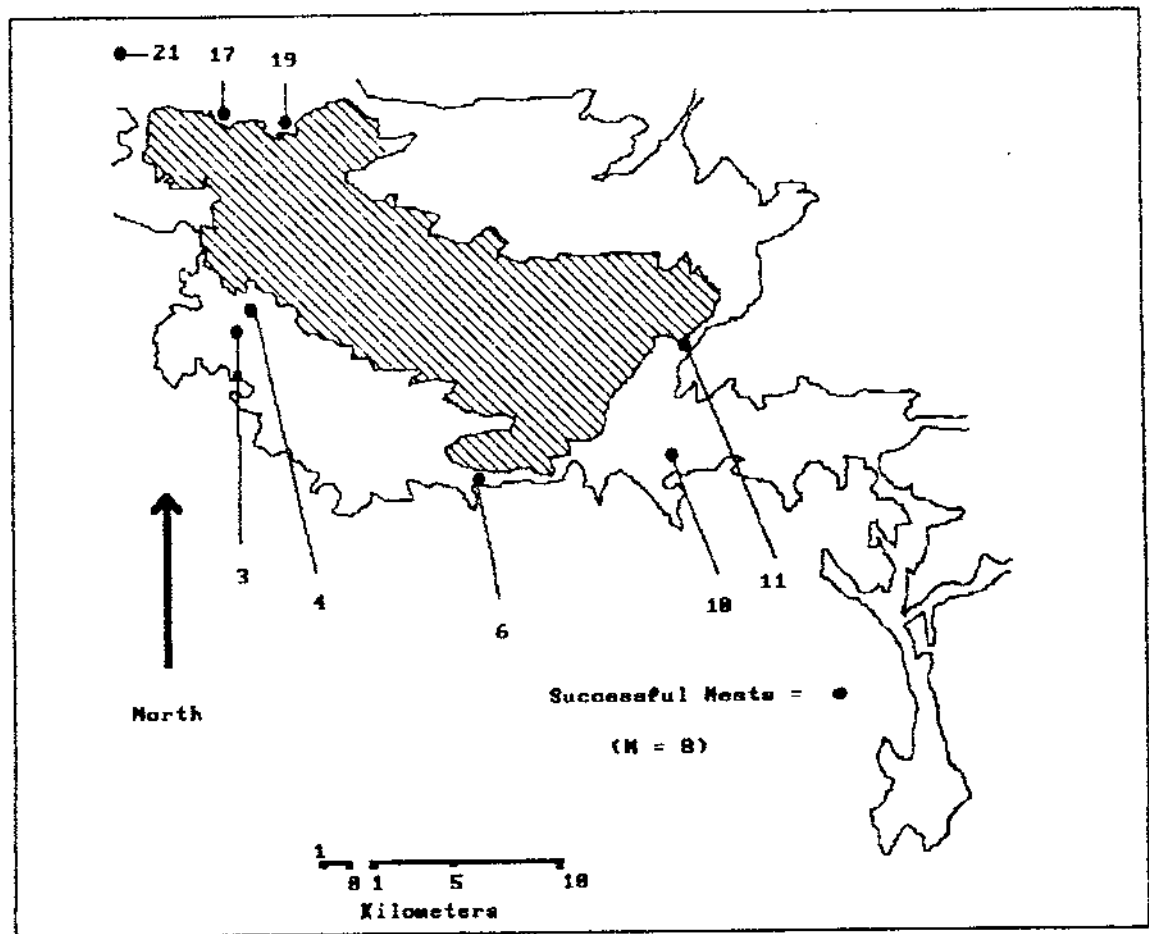 21 17 19
3
4
6
10
11
North
Successful Nests =
(N = 8)
1
0 1 5 10
Kilometers